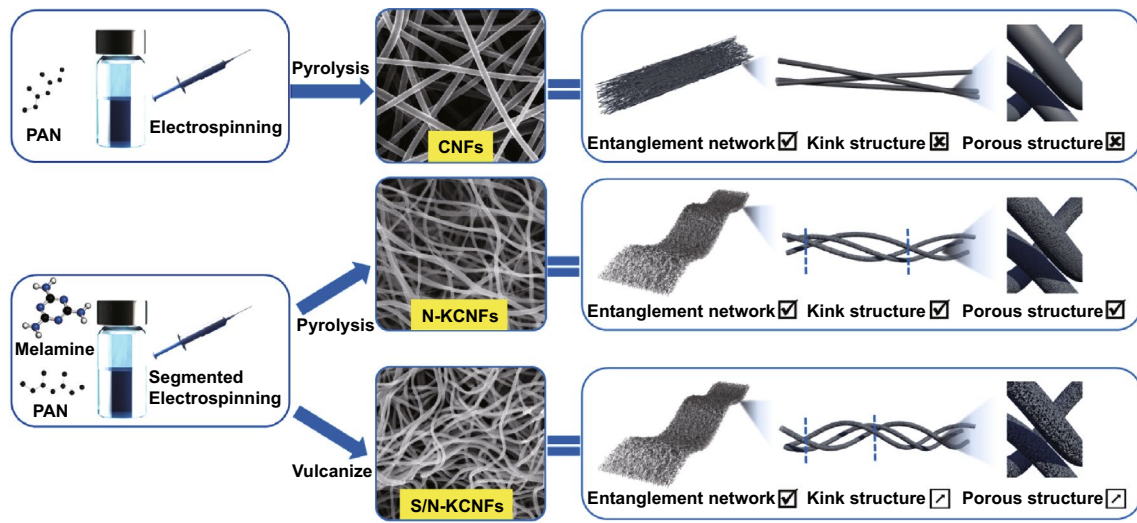 PAN
Electrospinning
Pyrolysis
CNFs
Entanglement network ☑ Kink structure ☒ Porous structure ☒
Melamine
PAN
Segmented
Electrospinning
Pyrolysis
N-KCNFs
Entanglement network ☑ Kink structure ☑ Porous structure ☑
Vulcanize
S/N-KCNFs
Entanglement network ☑ Kink structure ↗ Porous structure ↗